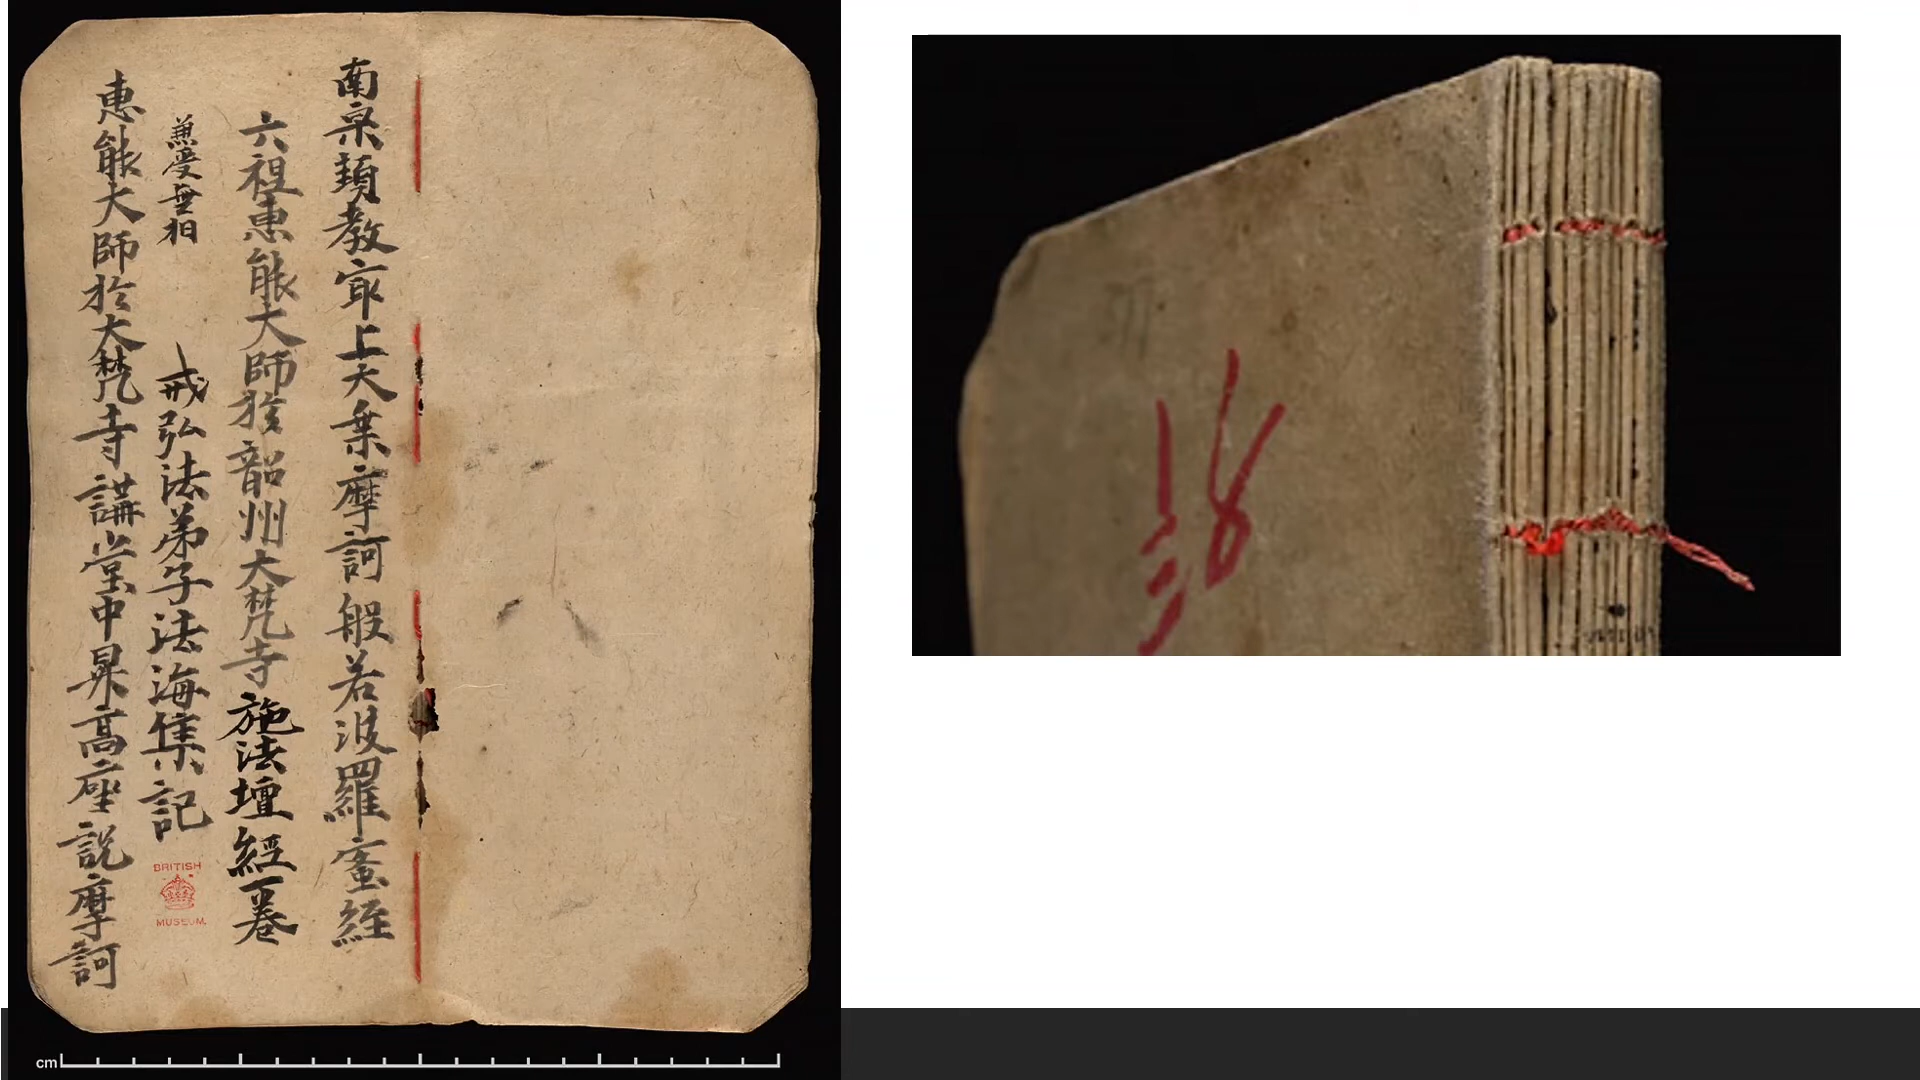 南宗頓教㝡上大乗摩訶般若波羅蜜經
六祖惠能大師於韶州大梵寺施法壇經一卷
兼受無相 戒弘法弟子法海集記
惠能大師於大梵寺講堂中昇高座說摩訶
BRITISH
MUSEUM.
cm